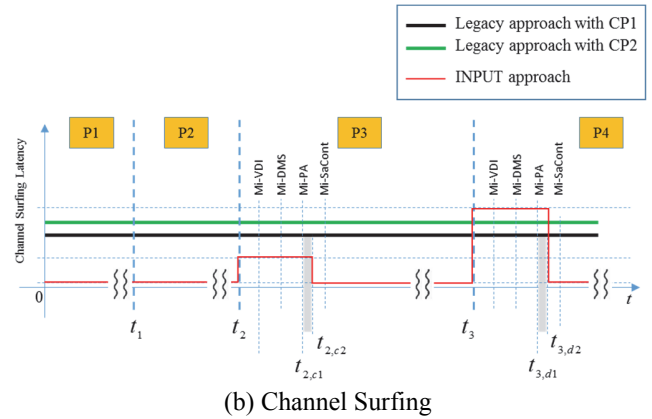 Legacy approach with CP1
Legacy approach with CP2
INPUT approach
P1
P2
P3
P4
Channel Surfing Latency
Mi-VDI
Mi-DMS
Mi-PA
Mi-SaCont
Mi-VDI
Mi-DMS
Mi-PA
Mi-SaCont
0
t
t1
t2
t3
t2,c2
t3,d2
t2,c1
t3,d1
(b) Channel Surfing